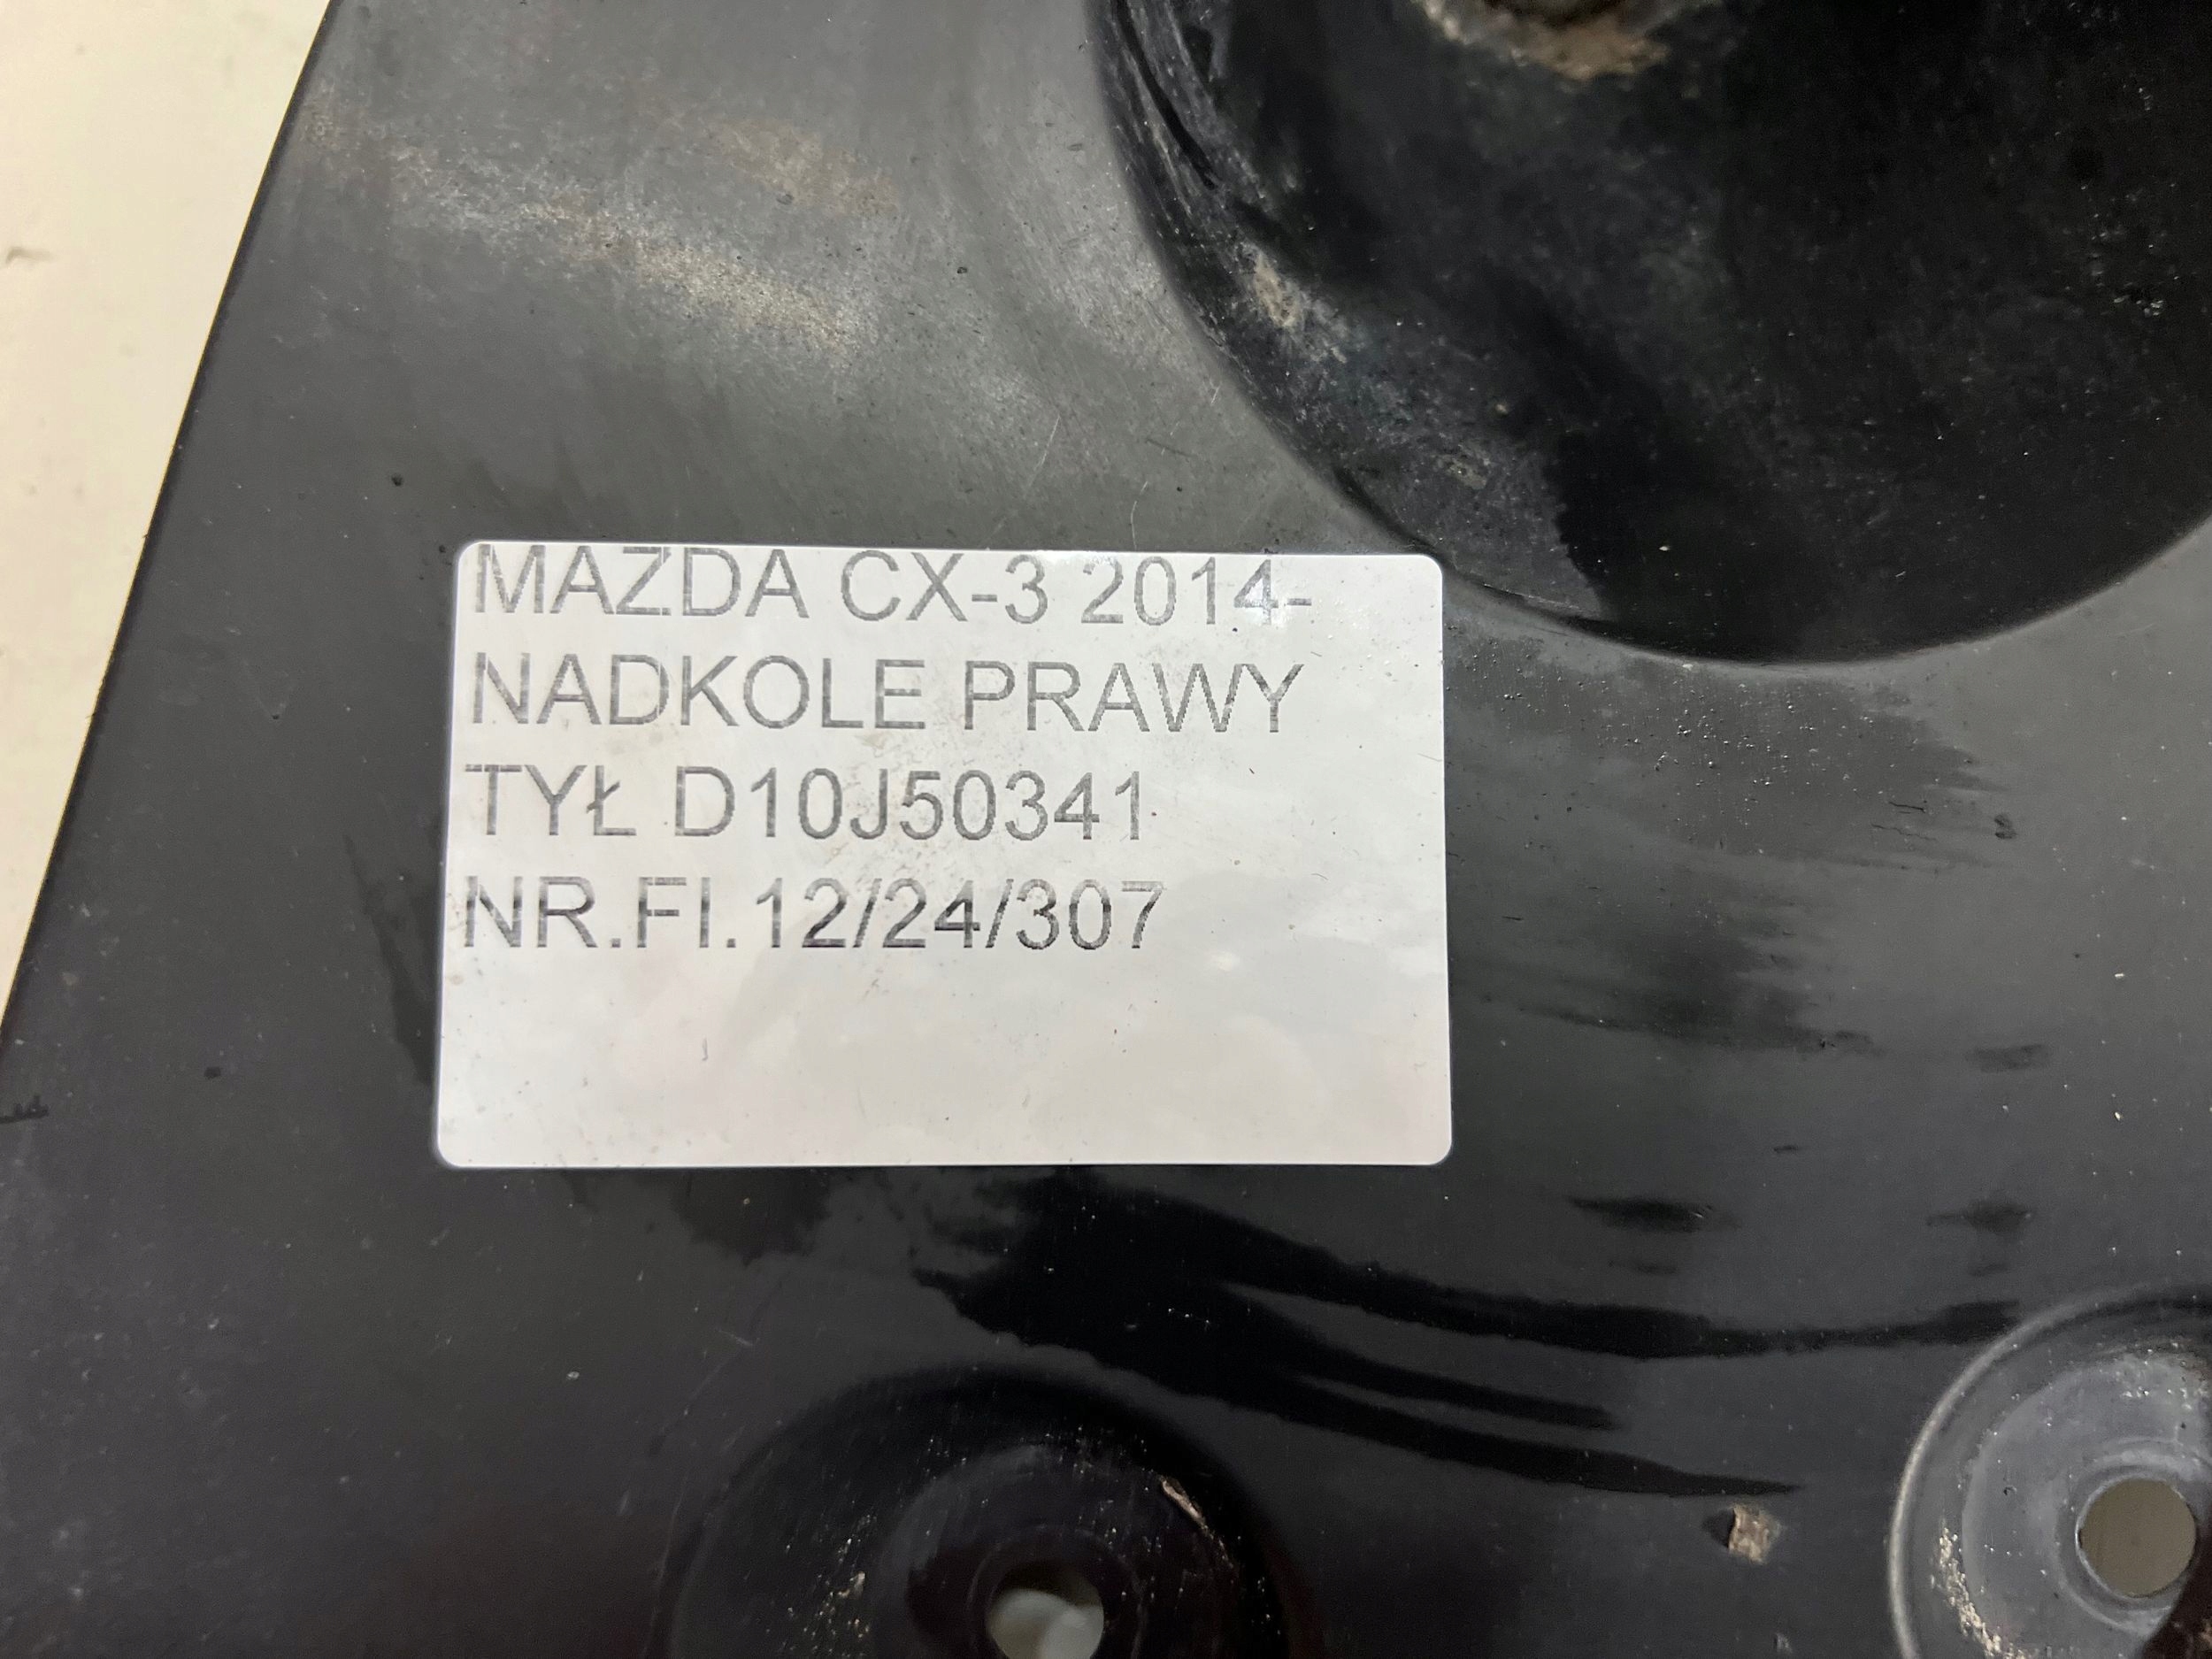 MAZDA CX-3 2014-
NADKOLE PRAWY
TYŁ D10J50341
NR.FI.12/24/307